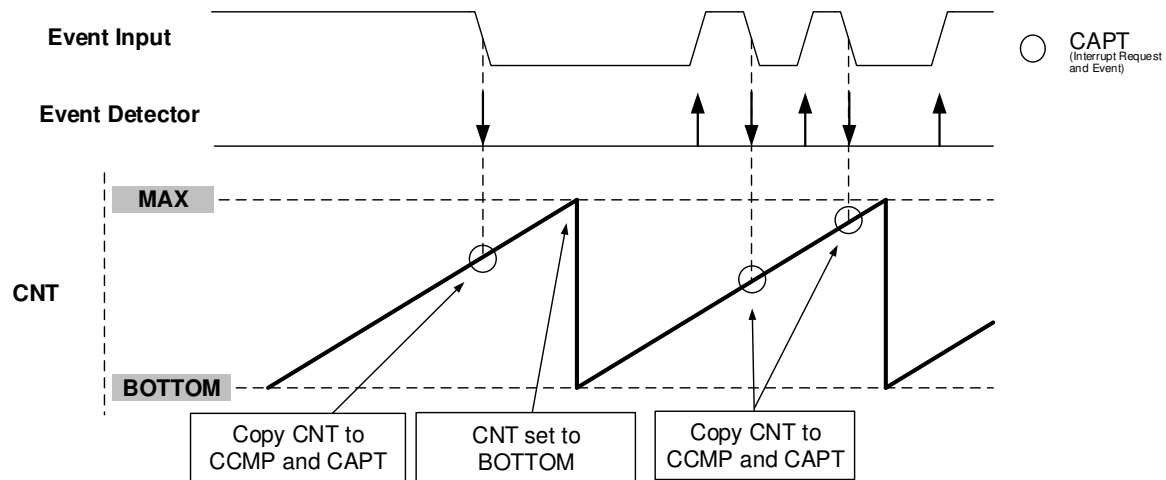 Event Input
CAPT
(Interrupt Request
and Event)
Event Detector
MAX
CNT
BOTTOM
Copy CNT to
CCMP and CAPT
CNT set to
BOTTOM
Copy CNT to
CCMP and CAPT